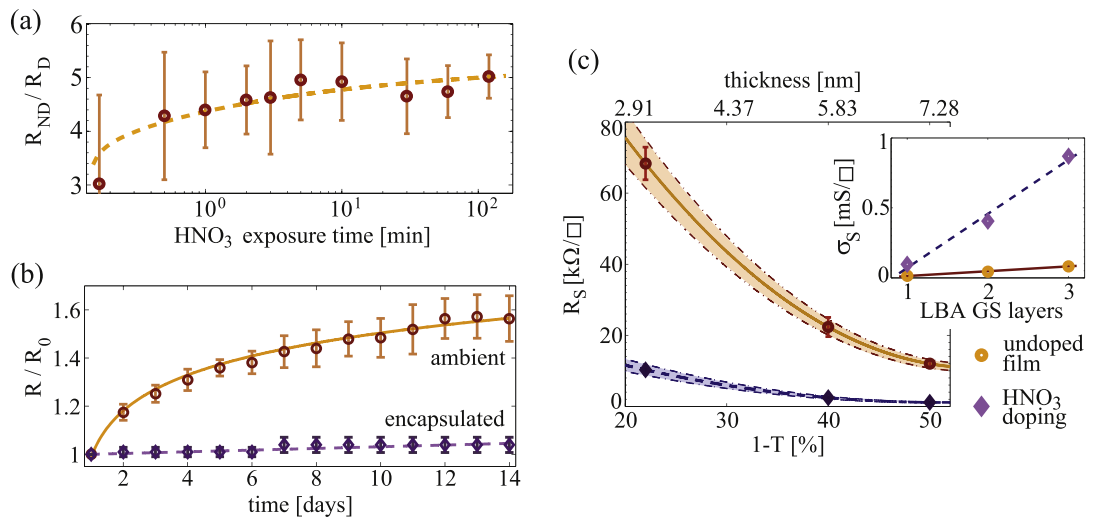 (a)
R_ND / R_D
6
5
4
3
10^0
10^1
10^2
HNO_3 exposure time [min]
(b)
R / R_0
1.6
1.4
1.2
1
ambient
encapsulated
2
4
6
8
10
12
14
time [days]
(c)
thickness [nm]
2.91
4.37
5.83
7.28
R_S [kΩ/□]
80
60
40
20
0
20
30
40
50
1-T [%]
σ_S [mS/□]
1
0.5
0
1
2
3
LBA GS layers
undoped
film
HNO_3
doping